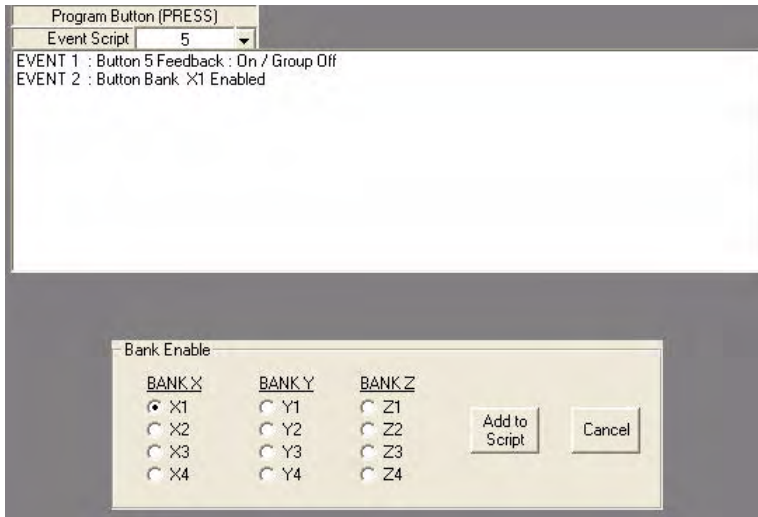 Program Button (PRESS)
Event Script 5
EVENT 1 : Button 5 Feedback : On / Group Off
EVENT 2 : Button Bank X1 Enabled
Bank Enable
BANK X BANK Y BANK Z
X1 Y1 Z1
X2 Y2 Z2
X3 Y3 Z3
X4 Y4 Z4
Add to
Script
Cancel